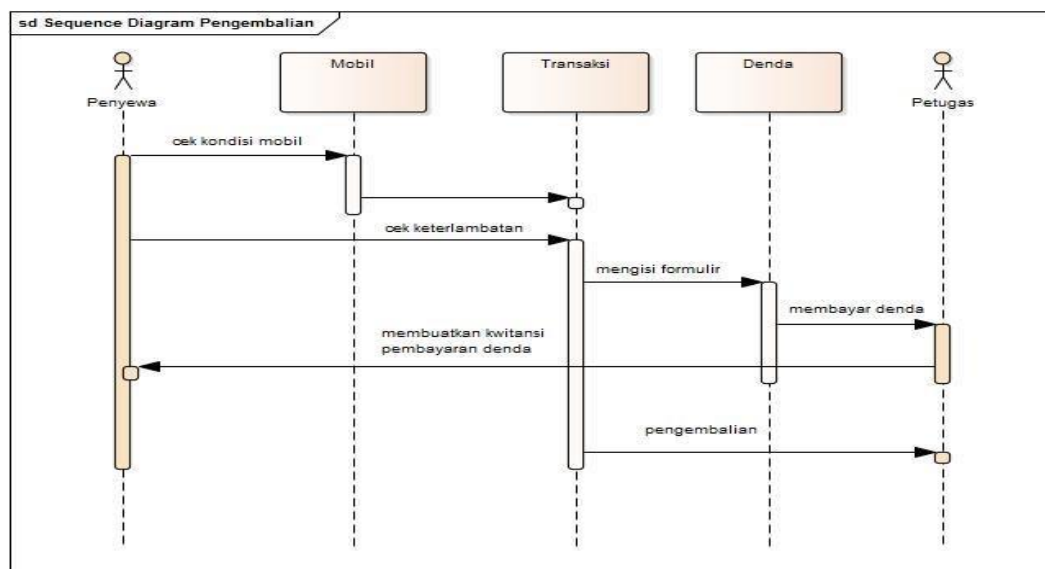 sd Sequence Diagram Pengembalian
Mobil
Transaksi
Denda
Penyewa
Petugas
cek kondisi mobil
cek keterlambatan
mengisi formulir
membayar denda
membuatkan kwitansi
pembayaran denda
pengembalian